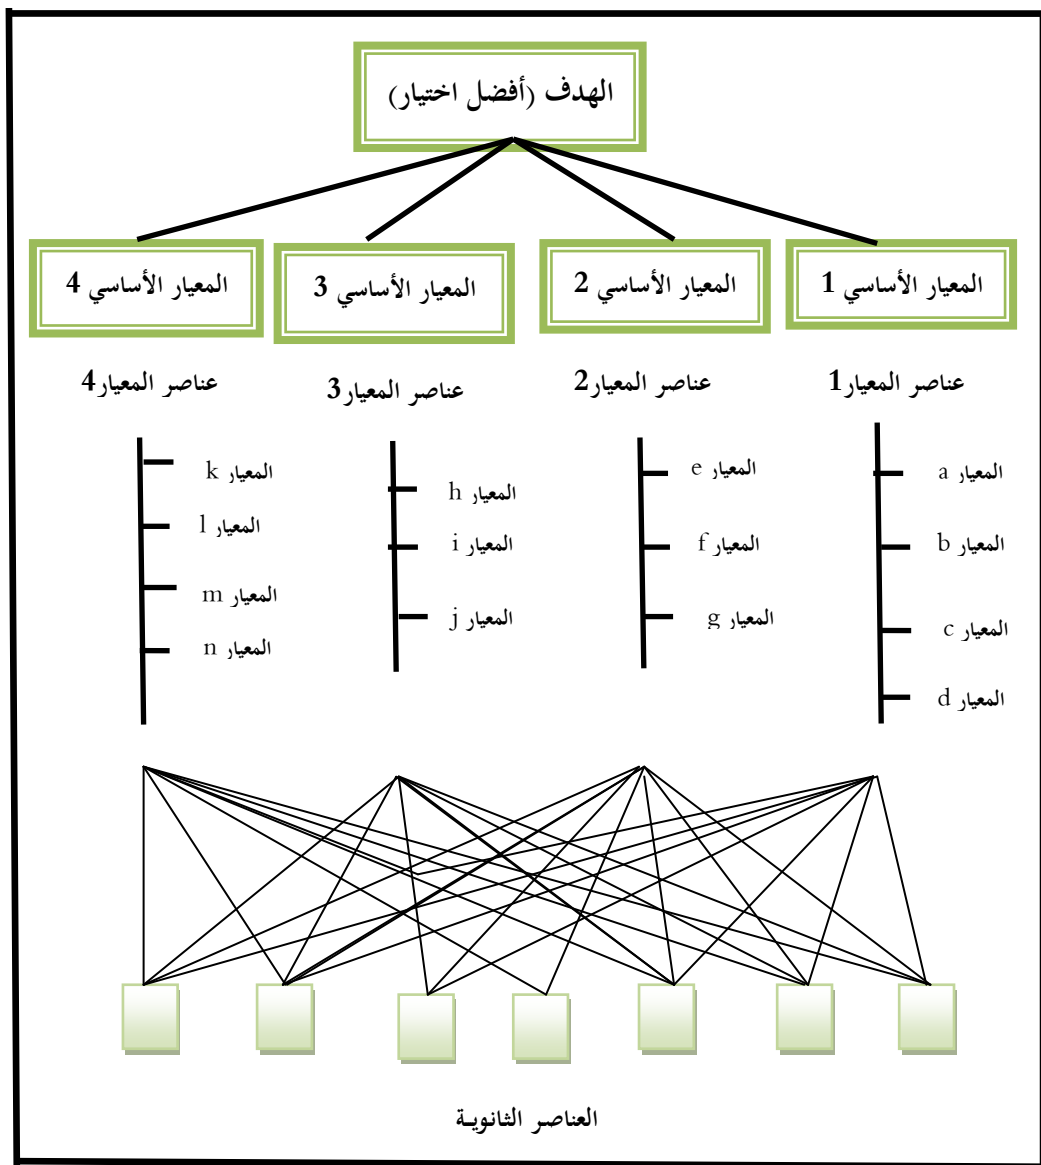 الهدف (أفضل اختيار)
المعيار الأساسي 1
المعيار الأساسي 2
المعيار الأساسي 3
المعيار الأساسي 4
عناصر المعيار1
عناصر المعيار2
عناصر المعيار3
عناصر المعيار4
المعيار a
المعيار b
المعيار c
المعيار d
المعيار e
المعيار f
المعيار g
المعيار h
المعيار i
المعيار j
المعيار k
المعيار l
المعيار m
المعيار n
العناصر الثانوية